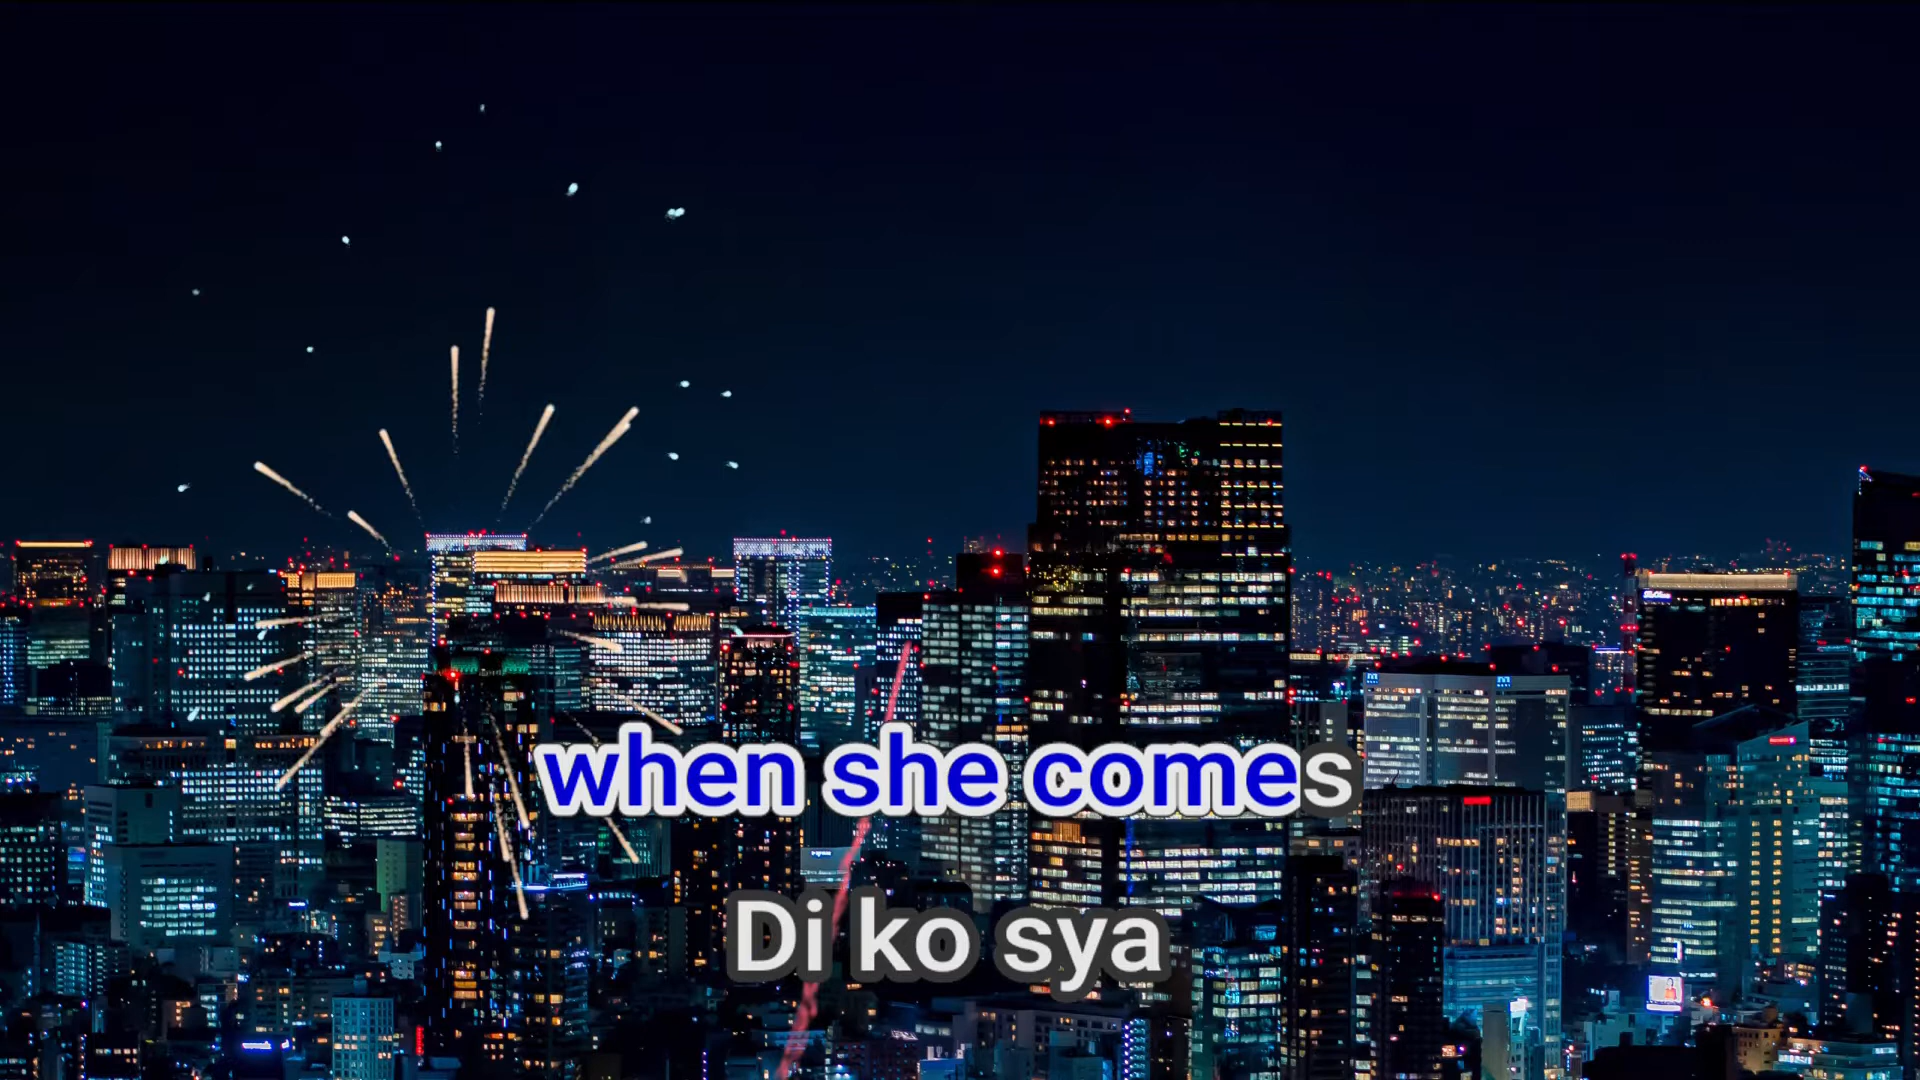 when she comes
Di ko sya